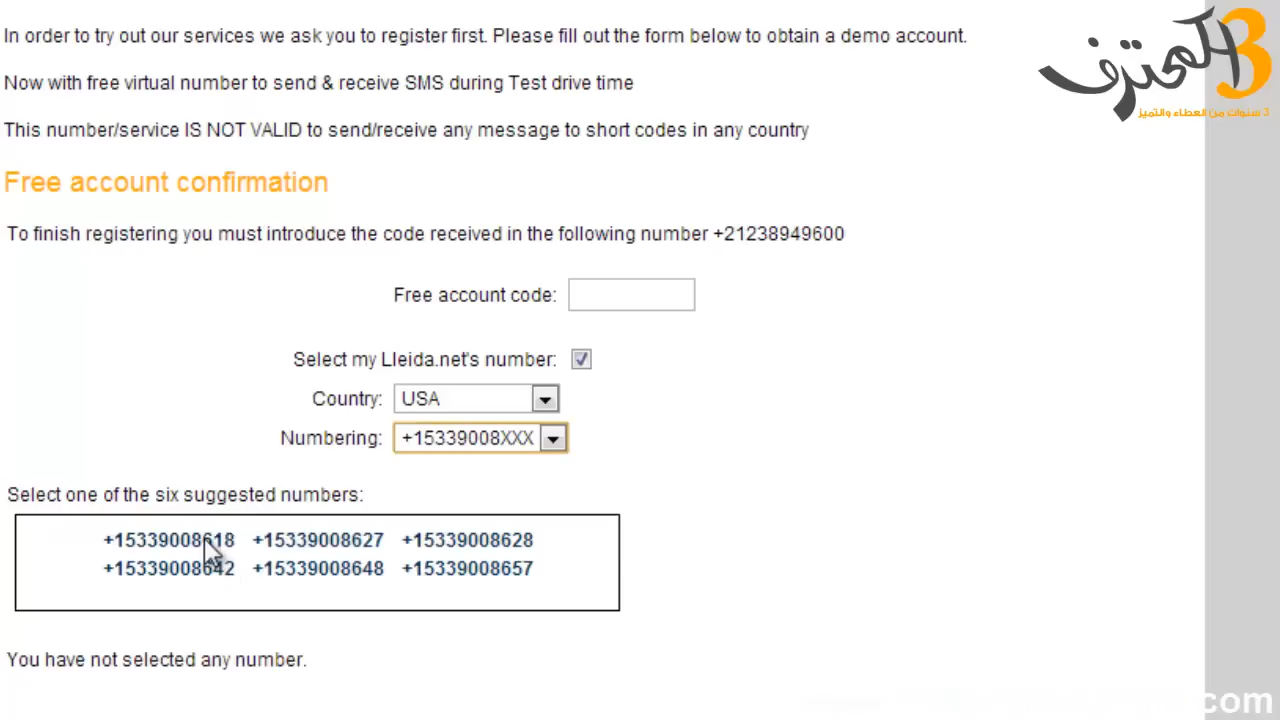 In order to try out our services we ask you to register first. Please fill out the form below to obtain a demo account.
Now with free virtual number to send & receive SMS during Test drive time
This number/service IS NOT VALID to send/receive any message to short codes in any country
المحترف 3
3 سنوات من العطاء والتميز
Free account confirmation
To finish registering you must introduce the code received in the following number +21238949600
Free account code:
Select my Lleida.net's number:
Country: USA
Numbering: +15339008XXX
Select one of the six suggested numbers:
+15339008618 +15339008627 +15339008628
+15339008642 +15339008648 +15339008657
You have not selected any number.
.com